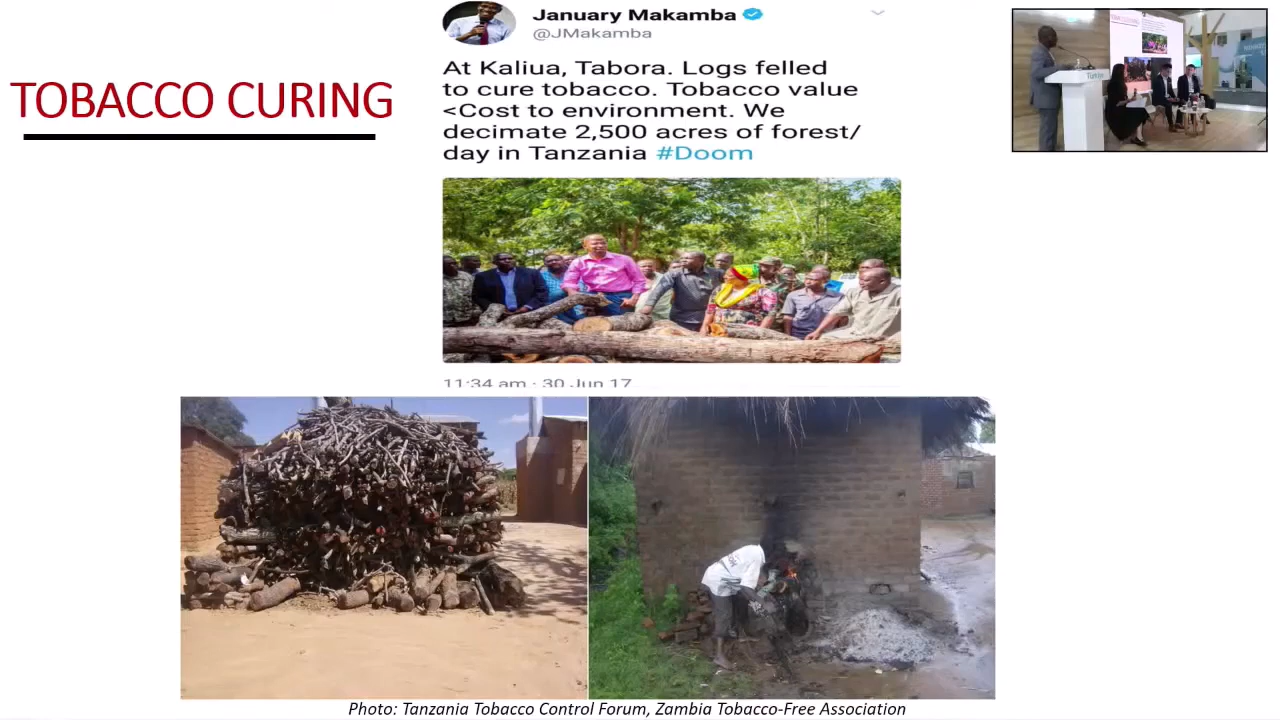 TOBACCO CURING
January Makamba
@JMakamba
At Kaliua, Tabora. Logs felled
to cure tobacco. Tobacco value
<Cost to environment. We
decimate 2,500 acres of forest/
day in Tanzania #Doom
11:34 am · 30 Jun 17
Türkiye
Photo: Tanzania Tobacco Control Forum, Zambia Tobacco-Free Association